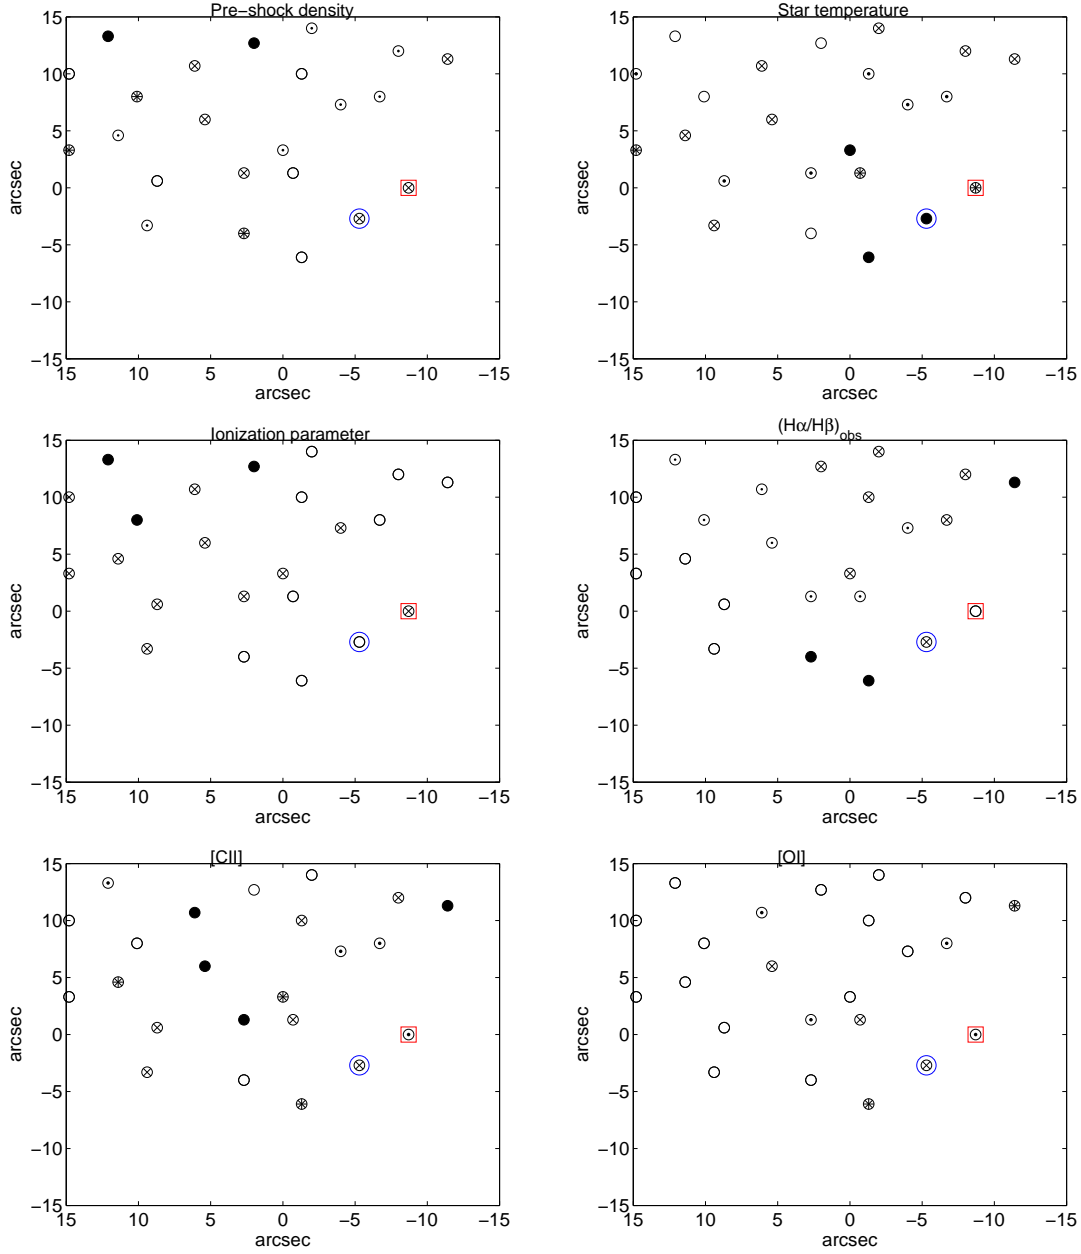 Pre−shock density
15
10
5
0
−5
−10
−15
arcsec
15 10 5 0 −5 −10 −15
arcsec
Star temperature
15
10
5
0
−5
−10
−15
arcsec
15 10 5 0 −5 −10 −15
arcsec
Ionization parameter
15
10
5
0
−5
−10
−15
arcsec
15 10 5 0 −5 −10 −15
arcsec
(Hα/Hβ)obs
15
10
5
0
−5
−10
−15
arcsec
15 10 5 0 −5 −10 −15
arcsec
[CII]
15
10
5
0
−5
−10
−15
arcsec
15 10 5 0 −5 −10 −15
arcsec
[OI]
15
10
5
0
−5
−10
−15
arcsec
15 10 5 0 −5 −10 −15
arcsec